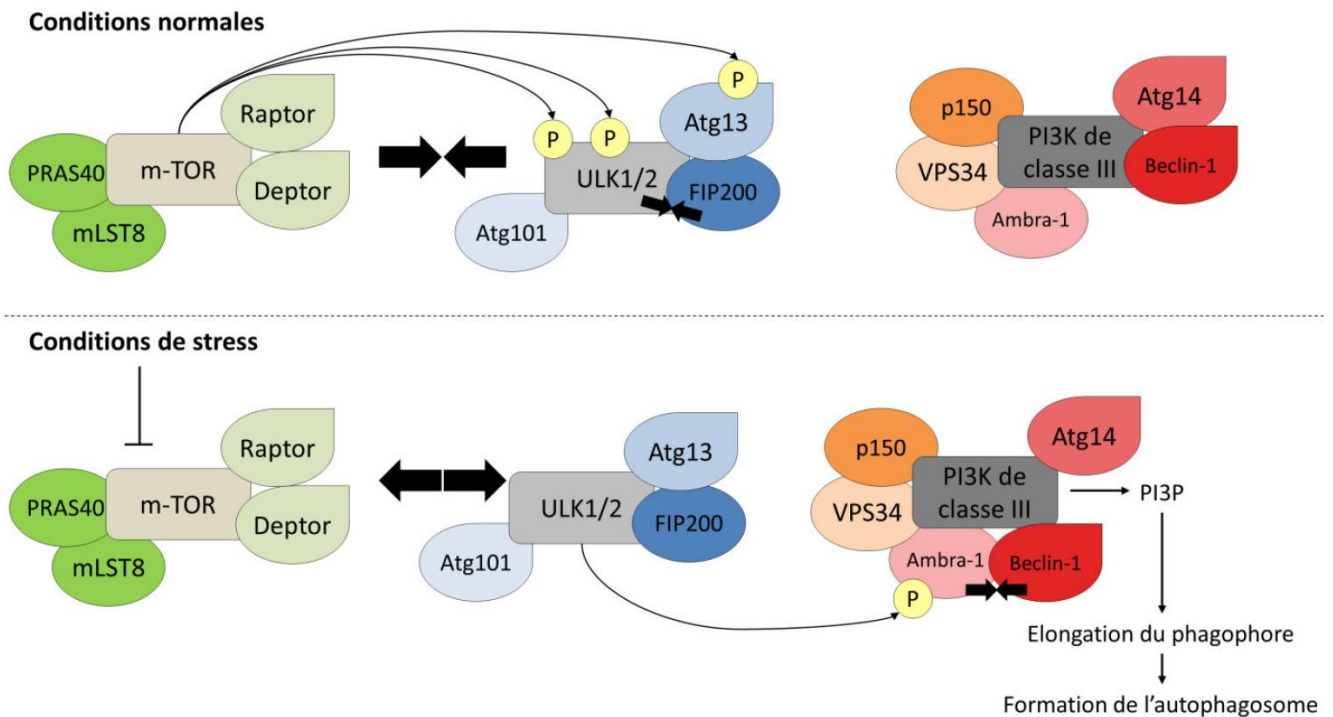 Conditions normales
Raptor
PRAS40
m-TOR
Deptor
mLST8
P
P
P
Atg13
ULK1/2
FIP200
Atg101
p150
Atg14
PI3K de
classe III
VPS34
Beclin-1
Ambra-1
Conditions de stress
Raptor
PRAS40
m-TOR
Deptor
mLST8
Atg13
ULK1/2
FIP200
Atg101
p150
Atg14
PI3K de
classe III
PI3P
VPS34
Ambra-1
Beclin-1
P
Elongation du phagophore
Formation de l'autophagosome